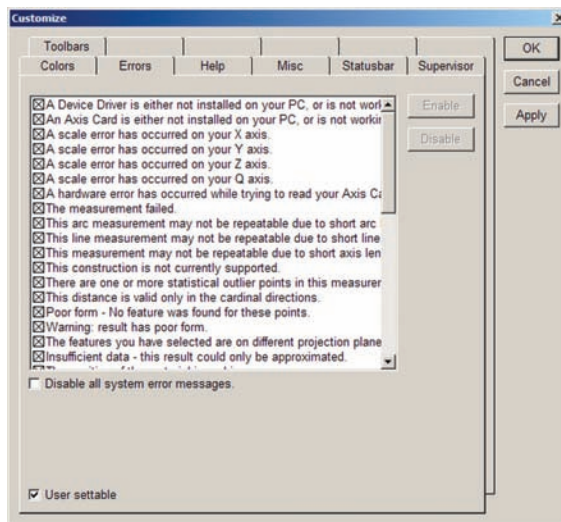 Customize
Toolbars
Colors
Errors
Help
Misc
Statusbar
Supervisor
OK
Cancel
Apply
Enable
Disable
A Device Driver is either not installed on your PC, or is not work
An Axis Card is either not installed on your PC, or is not workin
A scale error has occurred on your X axis.
A scale error has occurred on your Y axis.
A scale error has occurred on your Z axis.
A scale error has occurred on your Q axis.
A hardware error has occurred while trying to read your Axis Ca
The measurement failed.
This arc measurement may not be repeatable due to short arc
This line measurement may not be repeatable due to short line
This measurement may not be repeatable due to short axis len
This construction is not currently supported.
There are one or more statistical outlier points in this measurer
This distance is valid only in the cardinal directions.
Poor form - No feature was found for these points.
Warning: result has poor form.
The features you have selected are on different projection plane
Insufficient data - this result could only be approximated.
Disable all system error messages.
User settable